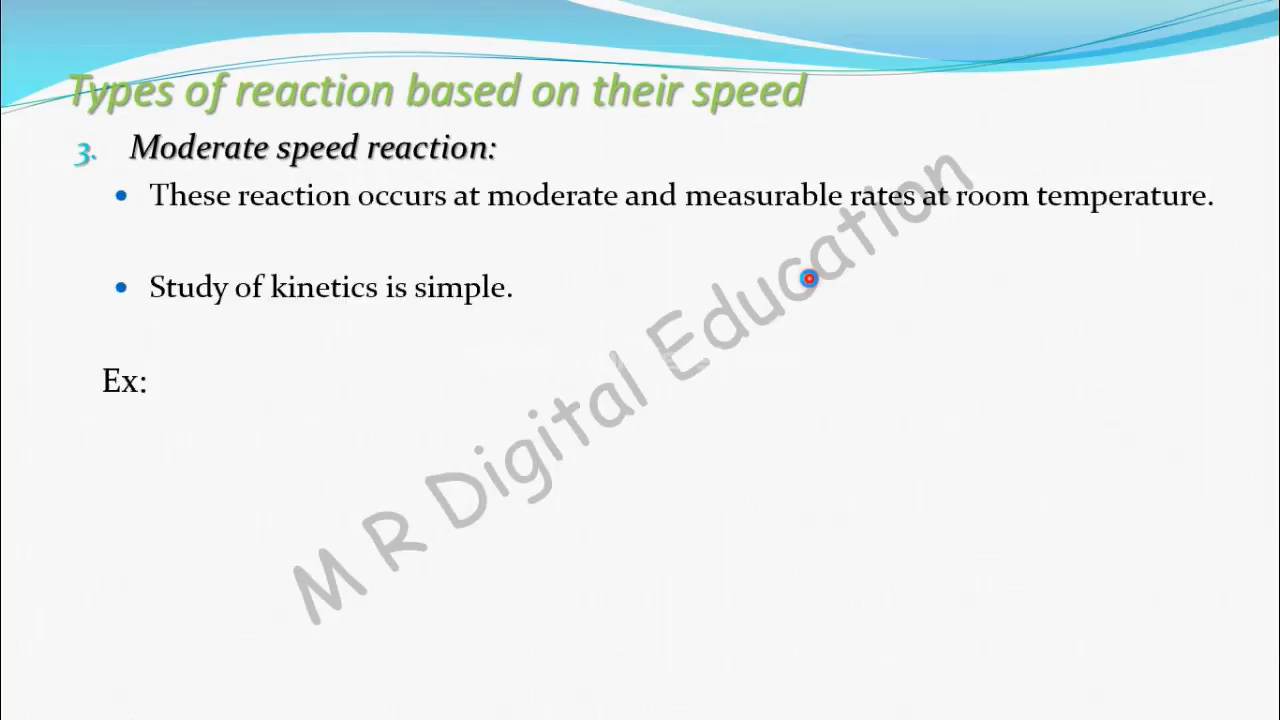 Types of reaction based on their speed
3. Moderate speed reaction:
• These reaction occurs at moderate and measurable rates at room temperature.
• Study of kinetics is simple.
Ex:
M R Digital Education